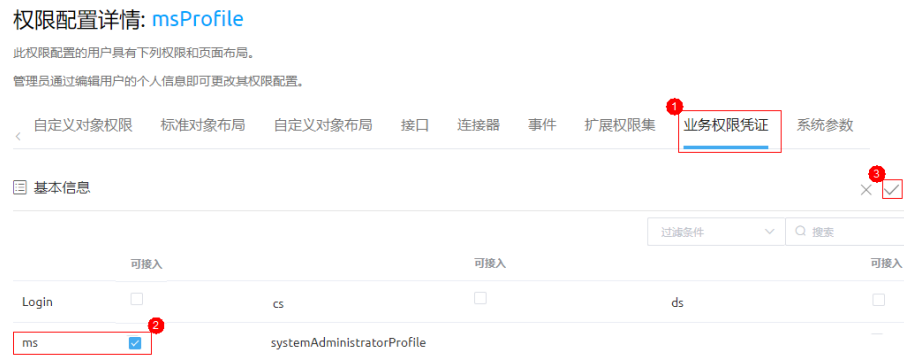 权限配置详情: msProfile
此权限配置的用户具有下列权限和页面布局。
管理员通过编辑用户的个人信息即可更改其权限配置。
1
自定义对象权限 标准对象布局 自定义对象布局 接口 连接器 事件 扩展权限集 业务权限凭证 系统参数
3
基本信息
过滤条件 搜索
可接入 可接入 可接入
Login cs ds
2
ms systemAdministratorProfile